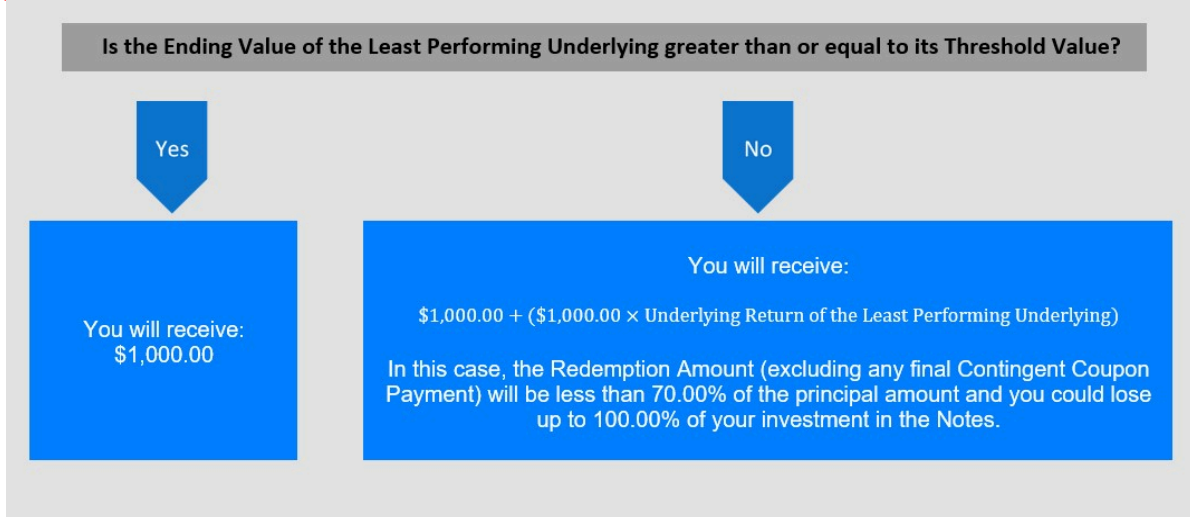 Is the Ending Value of the Least Performing Underlying greater than or equal to its Threshold Value?
Yes
No
You will receive:
$1,000.00
You will receive:
$1,000.00 + ($1,000.00 × Underlying Return of the Least Performing Underlying)
In this case, the Redemption Amount (excluding any final Contingent Coupon
Payment) will be less than 70.00% of the principal amount and you could lose
up to 100.00% of your investment in the Notes.